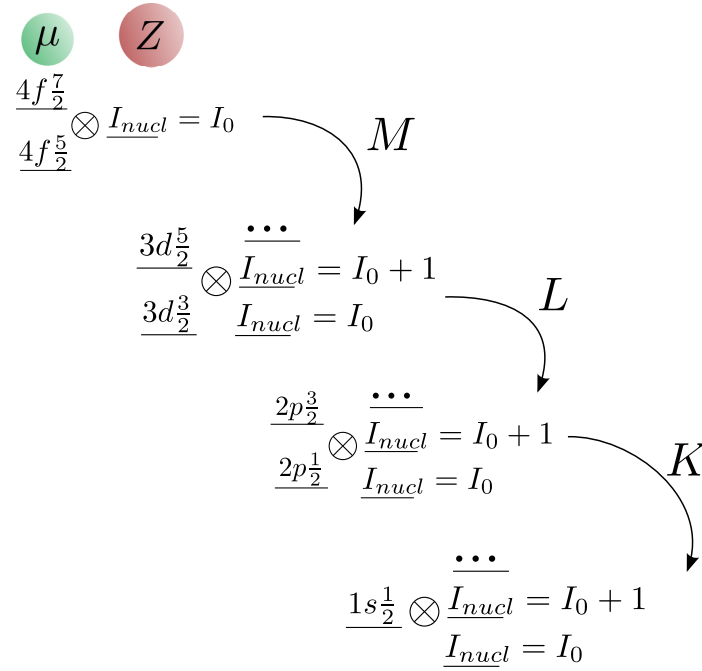 μ Z
4f 7/2
4f 5/2 ⊗ I_nucl = I_0
M
...
3d 5/2 ⊗ I_nucl = I_0 + 1
3d 3/2 I_nucl = I_0
L
...
2p 3/2 ⊗ I_nucl = I_0 + 1
2p 1/2 I_nucl = I_0
K
...
1s 1/2 ⊗ I_nucl = I_0 + 1
I_nucl = I_0